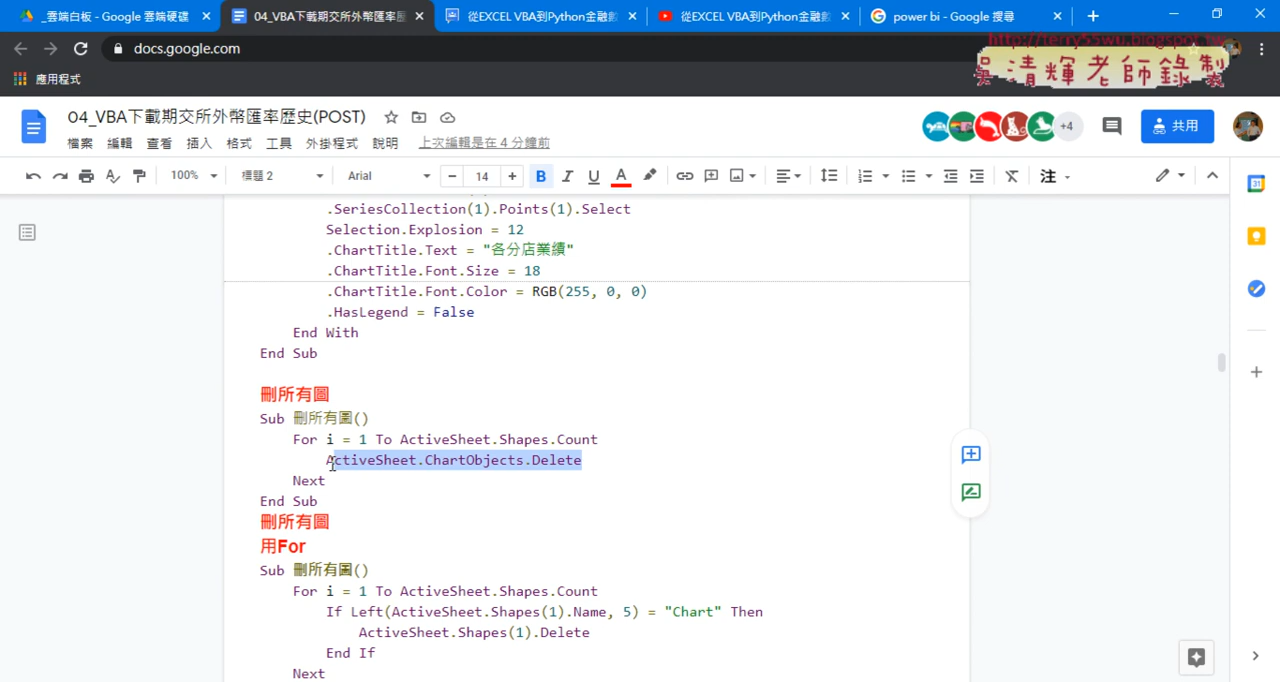 _雲端白板 - Google 雲端硬碟
04_VBA下載期交所外幣匯率歷
從EXCEL VBA到Python金融創
從EXCEL VBA到Python金融創
power bi - Google 搜尋
docs.google.com
http://terry55wu.blogspot.tw
吳清輝老師錄製
應用程式
04_VBA下載期交所外幣匯率歷史(POST)
檔案 編輯 查看 插入 格式 工具 外掛程式 說明 上次編輯是在 4 分鐘前
+4
共用
100% 標題 2 Arial 14 B I U A 注
.SeriesCollection(1).Points(1).Select
Selection.Explosion = 12
.ChartTitle.Text = "各分店業績"
.ChartTitle.Font.Size = 18
.ChartTitle.Font.Color = RGB(255, 0, 0)
.HasLegend = False
End With
End Sub
刪所有圖
Sub 刪所有圖()
For i = 1 To ActiveSheet.Shapes.Count
ActiveSheet.ChartObjects.Delete
Next
End Sub
刪所有圖
用For
Sub 刪所有圖()
For i = 1 To ActiveSheet.Shapes.Count
If Left(ActiveSheet.Shapes(1).Name, 5) = "Chart" Then
ActiveSheet.Shapes(1).Delete
End If
Next